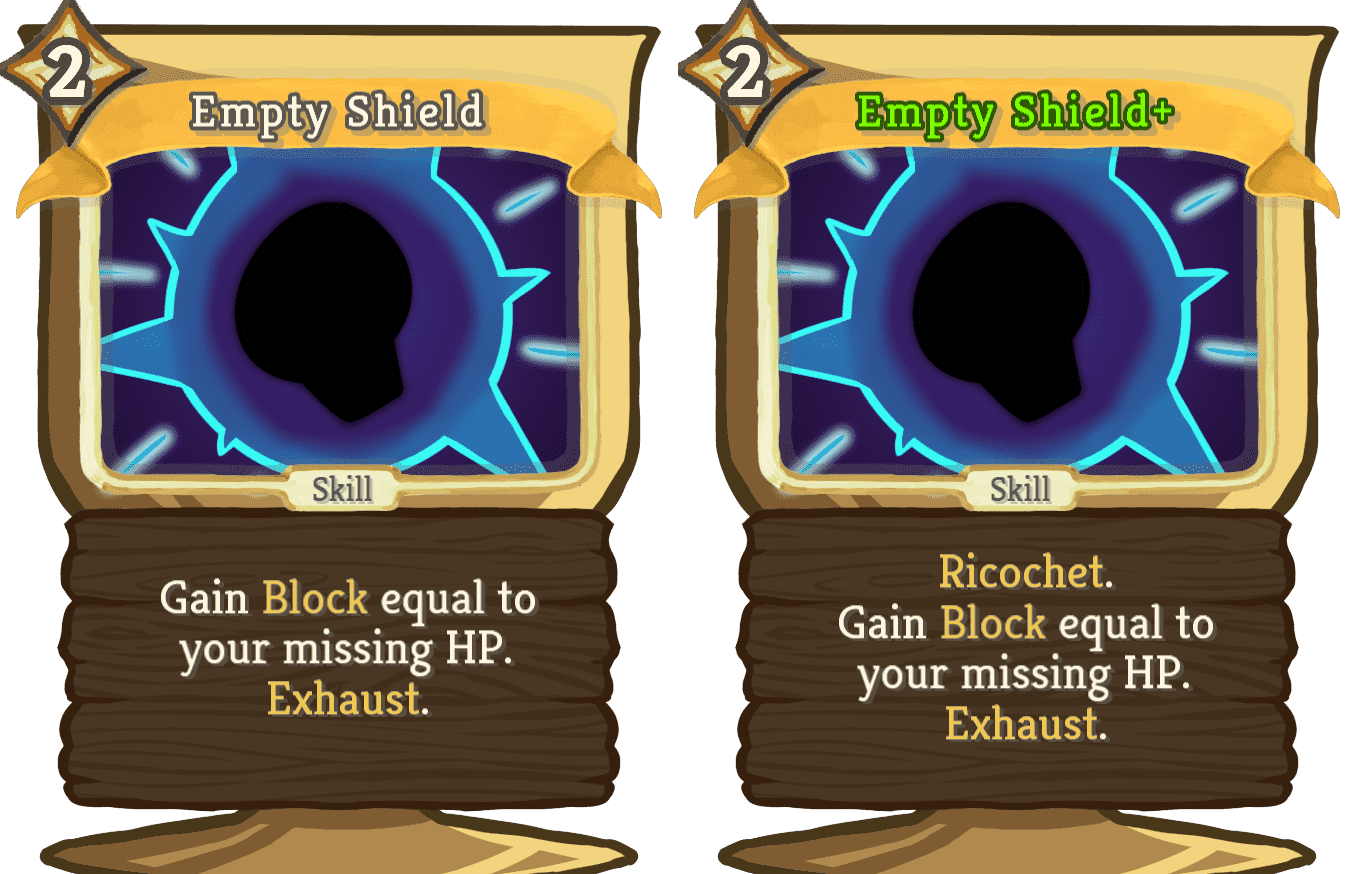 2
Empty Shield
Skill
Gain Block equal to
your missing HP.
Exhaust.
2
Empty Shield+
Skill
Ricochet.
Gain Block equal to
your missing HP.
Exhaust.